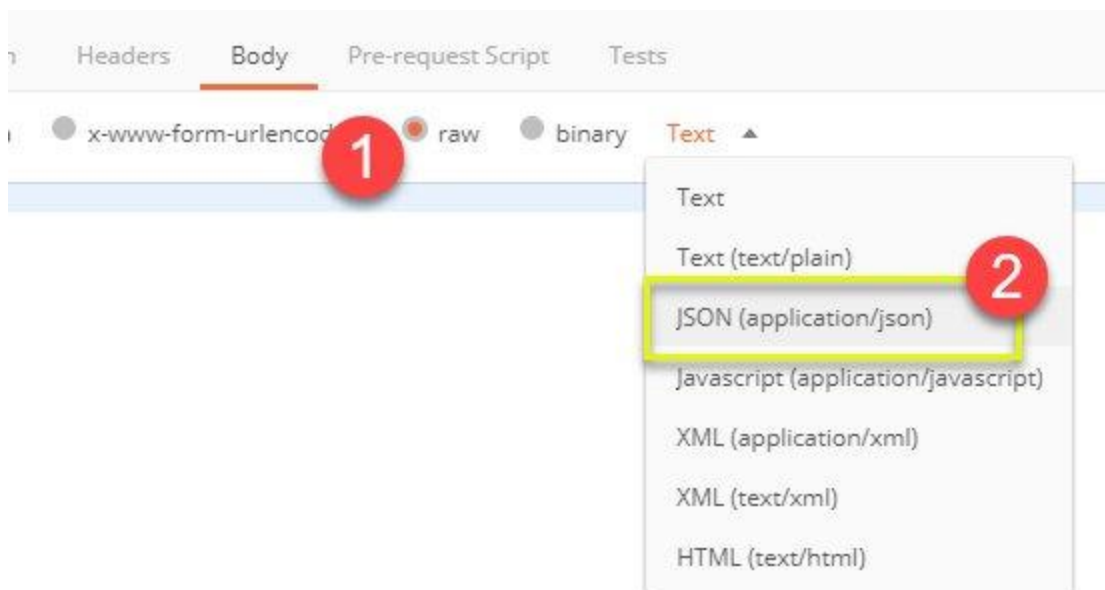 Headers Body Pre-request Script Tests
x-www-form-urlencod 1 raw binary Text
Text
Text (text/plain)
2
JSON (application/json)
Javascript (application/javascript)
XML (application/xml)
XML (text/xml)
HTML (text/html)